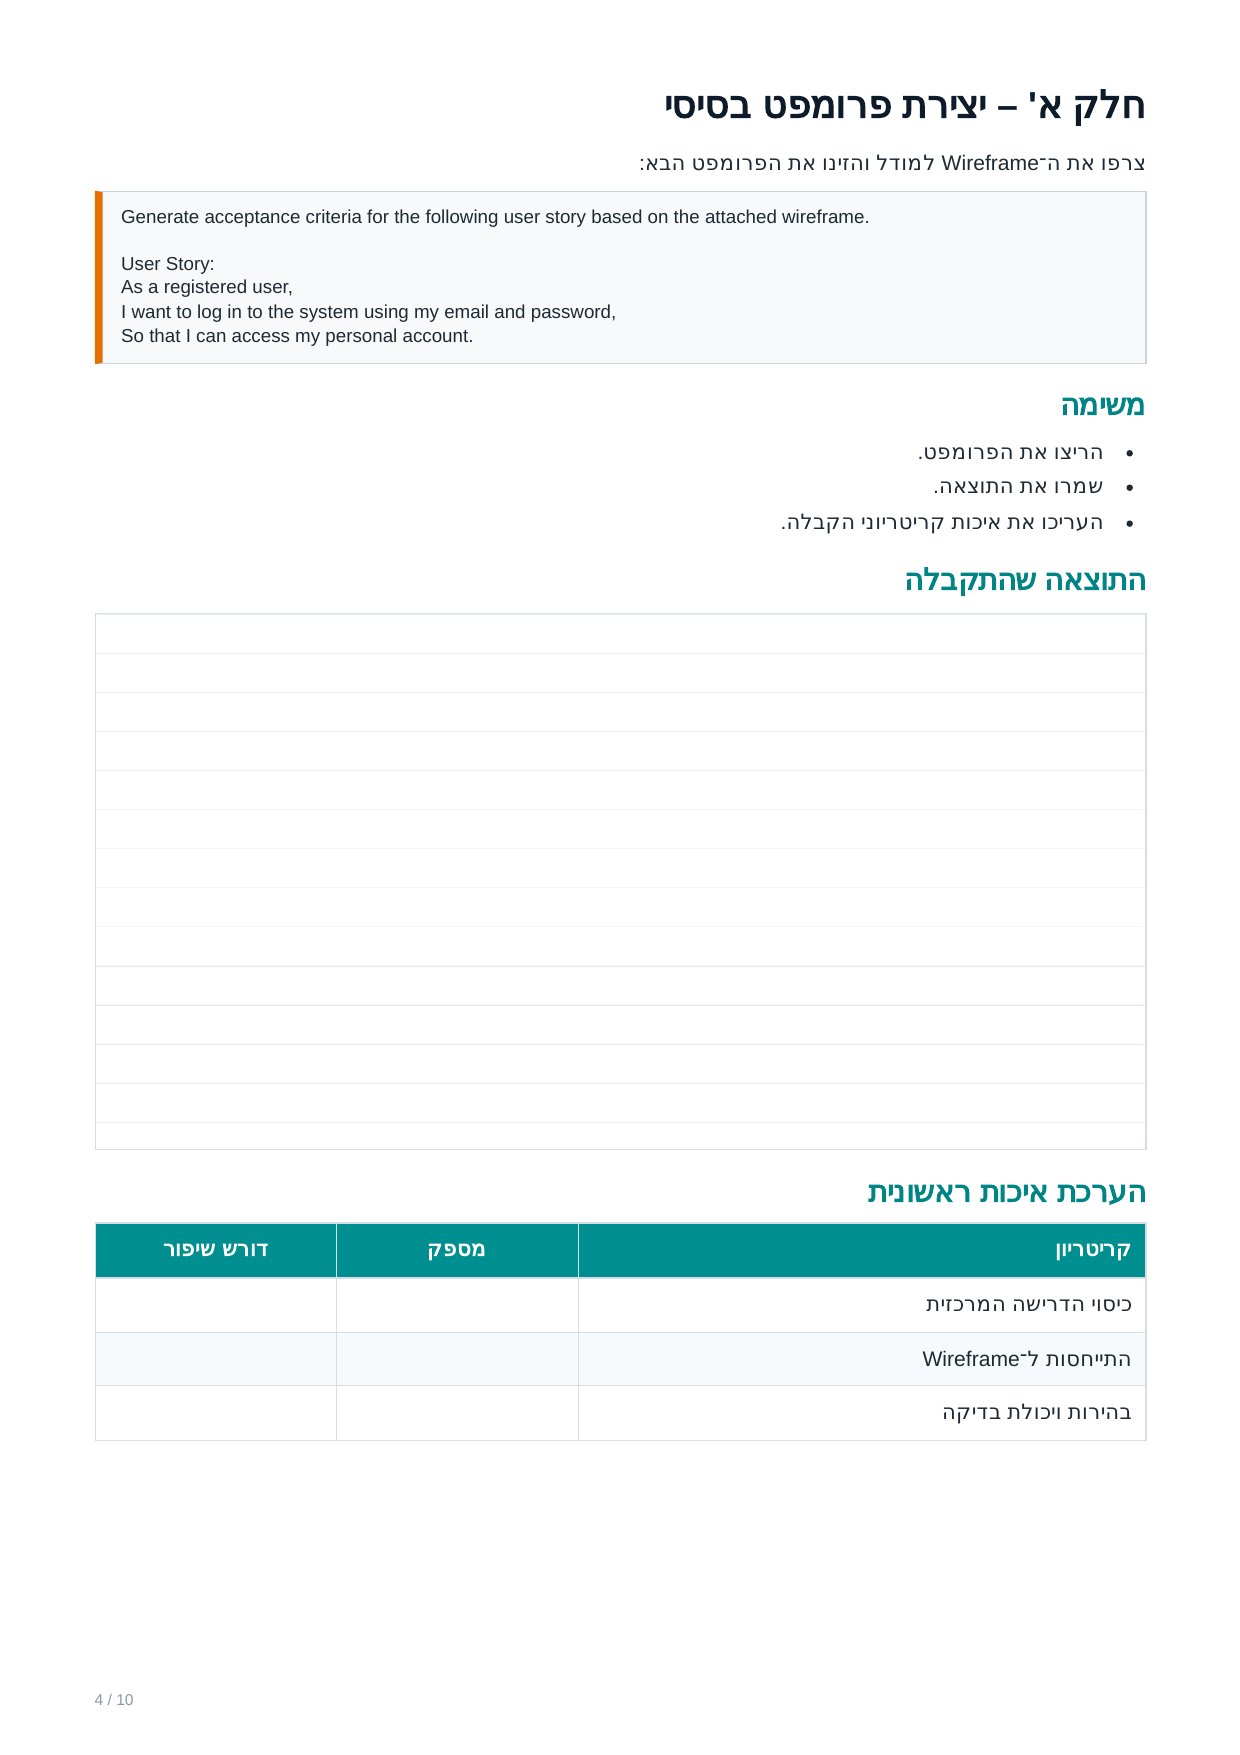 חלק א' – יצירת פרומפט בסיסי
צרפו את ה־Wireframe למודל והזינו את הפרומפט הבא:
Generate acceptance criteria for the following user story based on the attached wireframe.
User Story:
As a registered user,
I want to log in to the system using my email and password,
So that I can access my personal account.
משימה
• הריצו את הפרומפט.
• שמרו את התוצאה.
• העריכו את איכות קריטריוני הקבלה.
התוצאה שהתקבלה
הערכת איכות ראשונית
קריטריון מספק דורש שיפור
כיסוי הדרישה המרכזית
התייחסות ל־Wireframe
בהירות ויכולת בדיקה
4 / 10